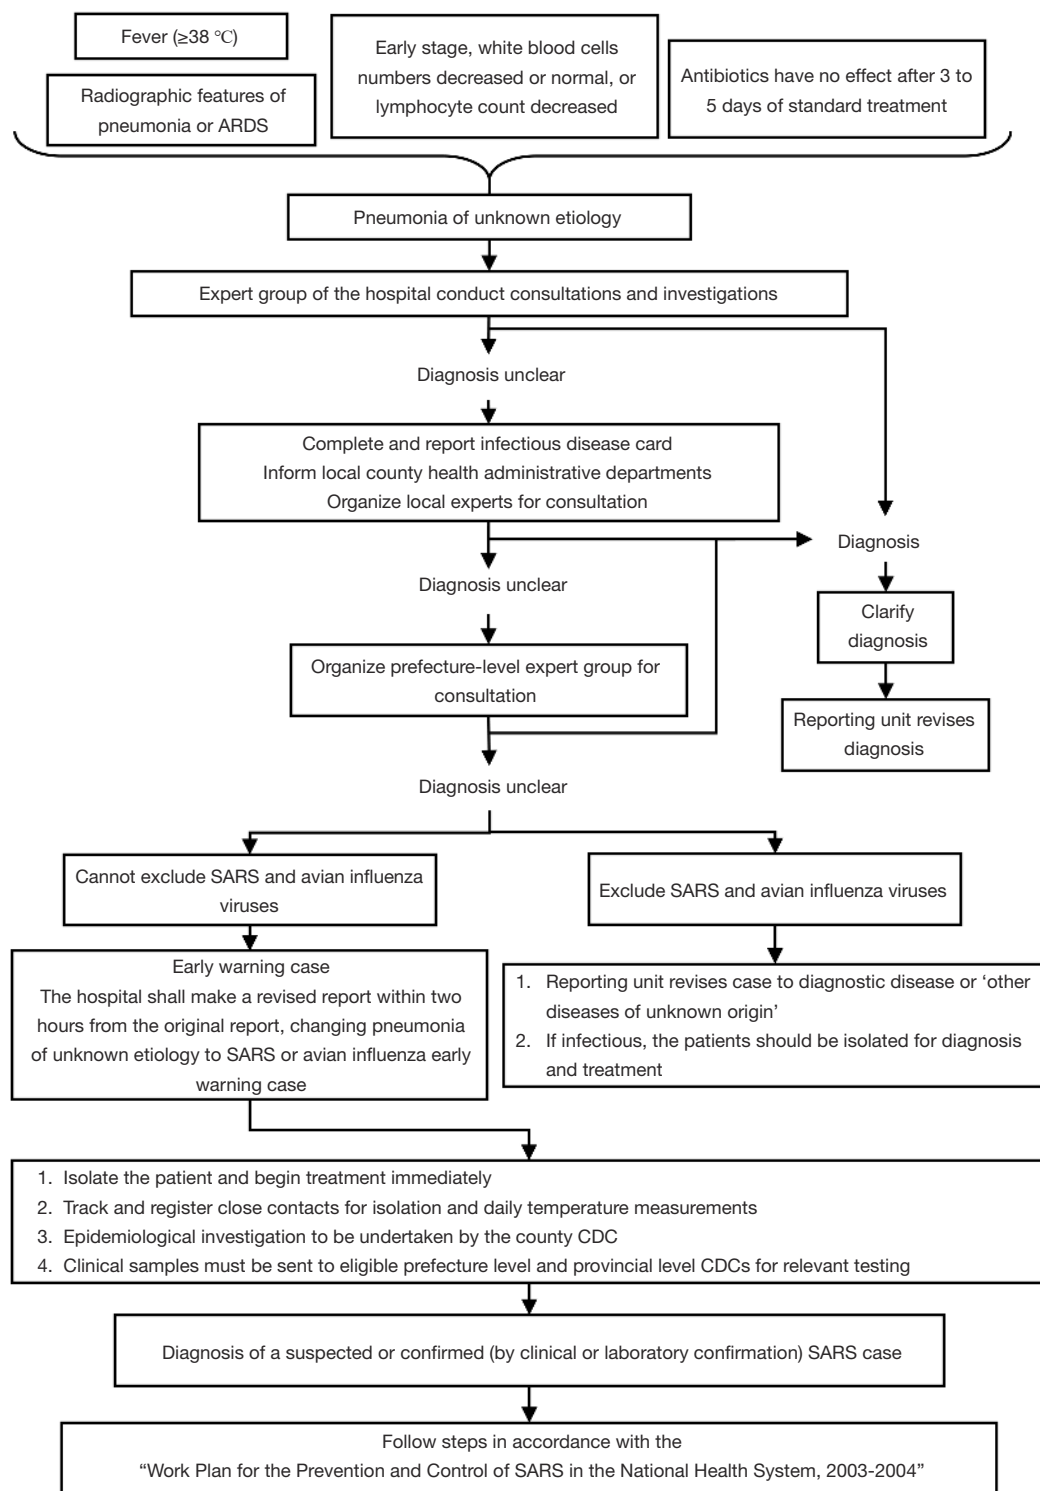 Fever (≥38 ℃)
Radiographic features of
pneumonia or ARDS
Early stage, white blood cells
numbers decreased or normal, or
lymphocyte count decreased
Antibiotics have no effect after 3 to
5 days of standard treatment
Pneumonia of unknown etiology
Expert group of the hospital conduct consultations and investigations
Diagnosis unclear
Complete and report infectious disease card
Inform local county health administrative departments
Organize local experts for consultation
Diagnosis
Diagnosis unclear
Clarify
diagnosis
Organize prefecture-level expert group for
consultation
Reporting unit revises
diagnosis
Diagnosis unclear
Cannot exclude SARS and avian influenza
viruses
Exclude SARS and avian influenza viruses
Early warning case
The hospital shall make a revised report within two
hours from the original report, changing pneumonia
of unknown etiology to SARS or avian influenza early
warning case
1. Reporting unit revises case to diagnostic disease or ‘other
diseases of unknown origin’
2. If infectious, the patients should be isolated for diagnosis
and treatment
1. Isolate the patient and begin treatment immediately
2. Track and register close contacts for isolation and daily temperature measurements
3. Epidemiological investigation to be undertaken by the county CDC
4. Clinical samples must be sent to eligible prefecture level and provincial level CDCs for relevant testing
Diagnosis of a suspected or confirmed (by clinical or laboratory confirmation) SARS case
Follow steps in accordance with the
“Work Plan for the Prevention and Control of SARS in the National Health System, 2003-2004”